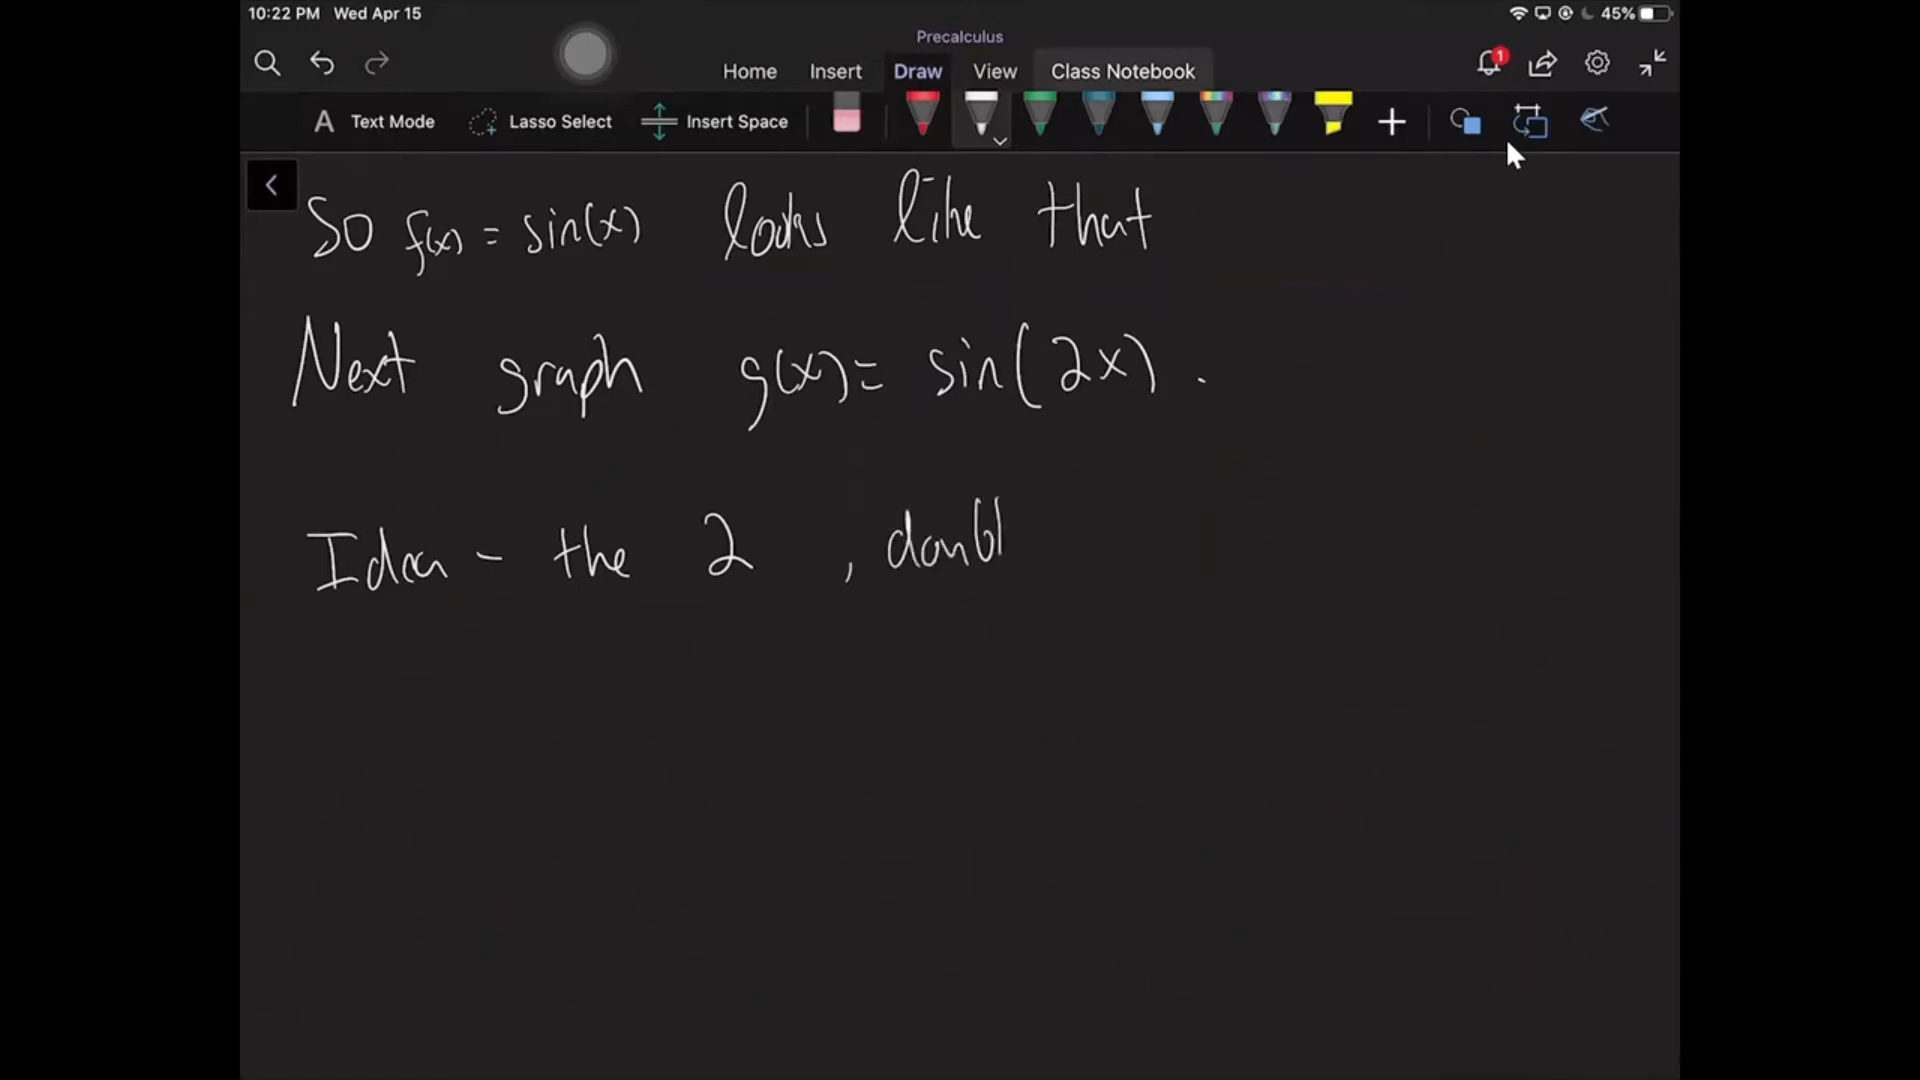 10:22 PM Wed Apr 15
45%
Precalculus
Home Insert Draw View Class Notebook
1
A Text Mode Lasso Select Insert Space
So f(x) = sin(x) looks like that
Next graph g(x) = sin(2x).
Idea - the 2 , doubl